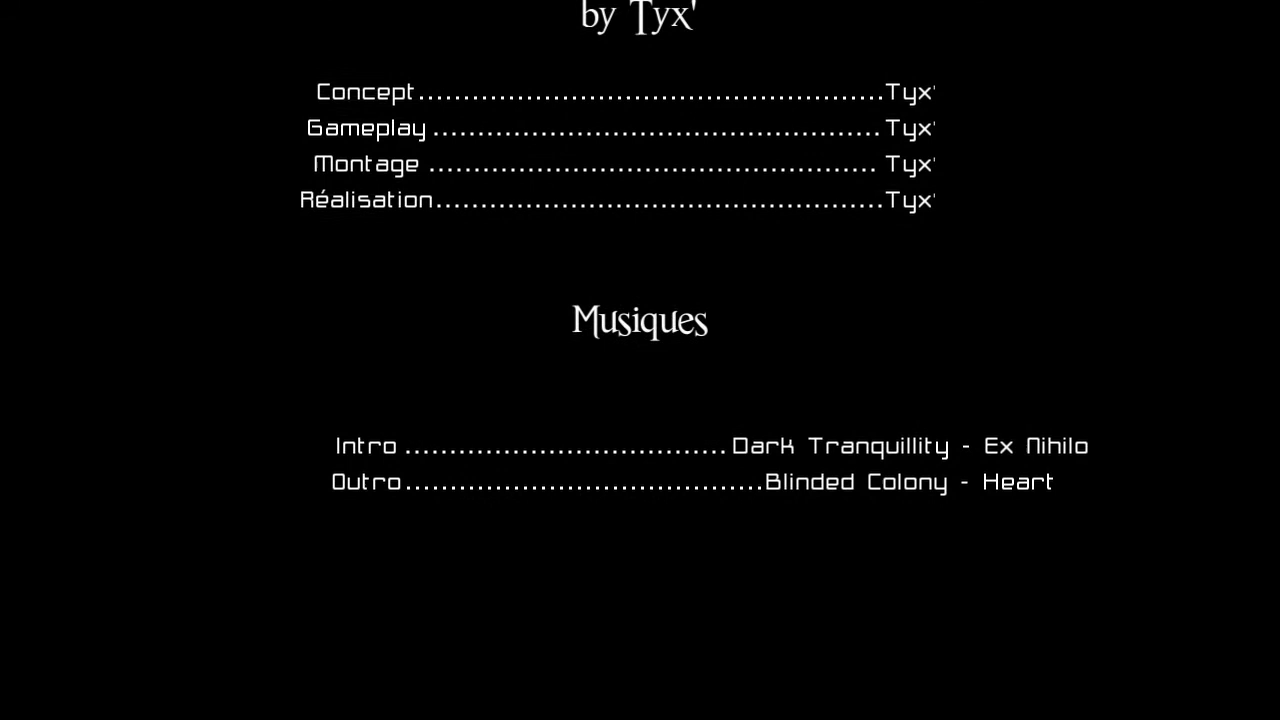 by Tyx'
Concept....................................................Tyx'
Gameplay .................................................. Tyx'
Montage .................................................. Tyx'
Réalisation..................................................Tyx'
Musiques
Intro .................................... Dark Tranquillity - Ex Nihilo
Outro........................................Blinded Colony - Heart